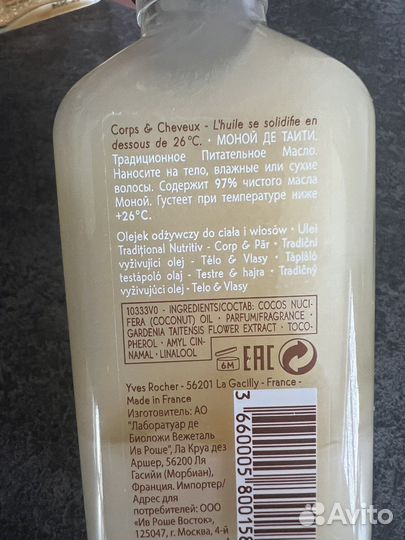 Corps & Cheveux - L'huile se solidifie en
dessous de 26°C. • МОНОЙ ДЕ ТАИТИ.
Традиционное Питательное Масло.
Наносите на тело, влажные или сухие
волосы. Содержит 97% чистого масла
Моной. Густеет при температуре ниже
+26°C.
Olejek odżywczy do ciała i włosów • Ulei
Tradițional Nutritiv - Corp & Păr • Tradiční
vyživující olej - Tělo & Vlasy • Tápláló
testápoló olaj - Testre & hajra • Tradičný
vyživujúci olej - Telo & Vlasy
10333V0 - INGREDIENTS/СОСТАВ: COCOS NUCI-
FERA (COCONUT) OIL • PARFUM/FRAGRANCE •
GARDENIA TAITENSIS FLOWER EXTRACT • TOCO-
PHEROL • AMYL CIN-
NAMAL • LINALOOL
6M
EAC
Yves Rocher - 56201 La Gacilly - France -
Made in France
Изготовитель: АО
"Лаборатуар де
Биоложи Вежеталь
Ив Роше", Ла Круа дез
Аршер, 56200 Ля
Гасийи (Морбиан),
Франция. Импортер/
Адрес для
потребителей: ООО
"Ив Роше Восток",
125047, г. Москва, 4-й
3 660005 80015
Avito